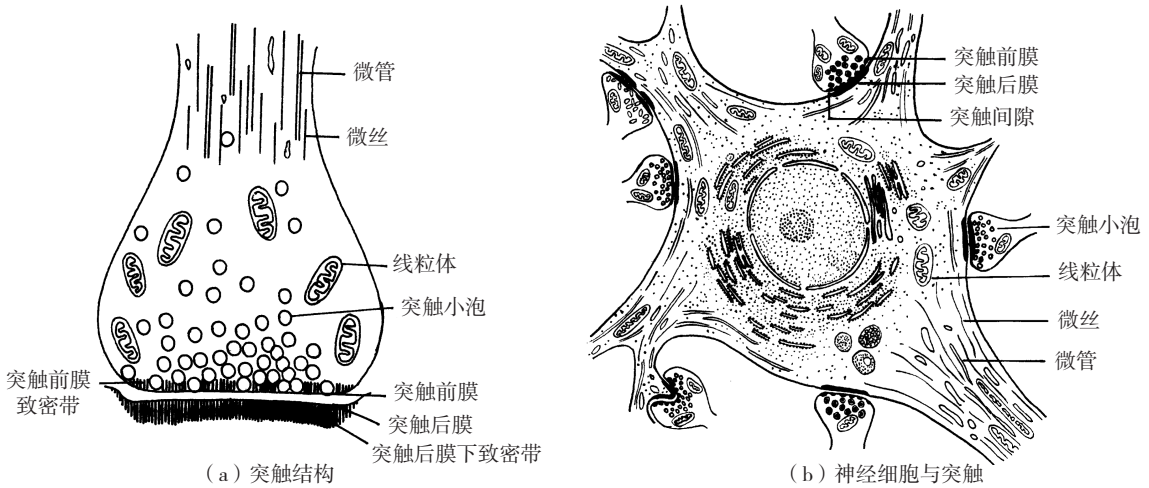 微管
微丝
线粒体
突触小泡
突触前膜
致密带
突触前膜
突触后膜
突触后膜下致密带
（a）突触结构
突触前膜
突触后膜
突触间隙
突触小泡
线粒体
微丝
微管
（b）神经细胞与突触